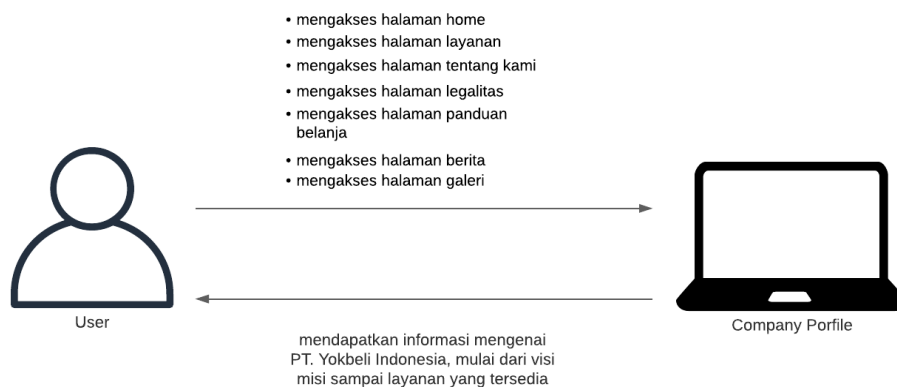 • mengakses halaman home
• mengakses halaman layanan
• mengakses halaman tentang kami
• mengakses halaman legalitas
• mengakses halaman panduan
belanja
• mengakses halaman berita
• mengakses halaman galeri
User
Company Porfile
mendapatkan informasi mengenai
PT. Yokbeli Indonesia, mulai dari visi
misi sampai layanan yang tersedia